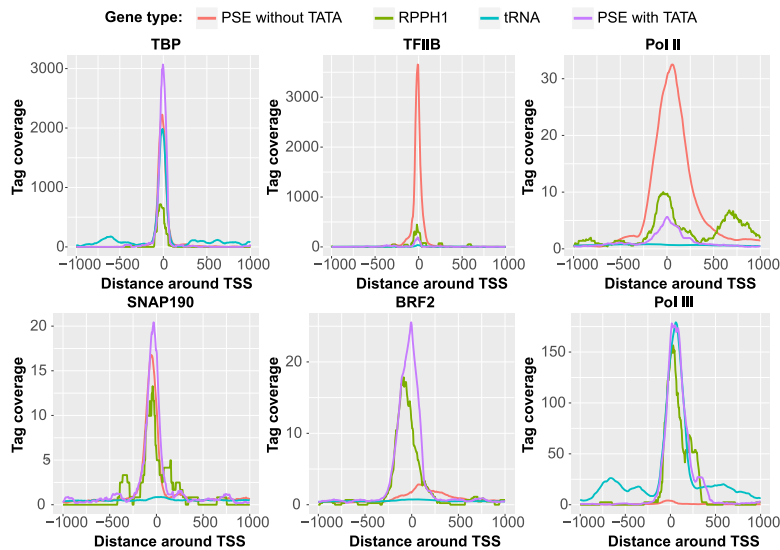 Gene type: PSE without TATA RPPH1 tRNA PSE with TATA
TBP TFIIB Pol II
Tag coverage
3000
2000
1000
0
−1000 −500 0 500 1000
Distance around TSS
Tag coverage
3000
2000
1000
0
−1000 −500 0 500 1000
Distance around TSS
Tag coverage
30
20
10
0
−1000 −500 0 500 1000
Distance around TSS
SNAP190 BRF2 Pol III
Tag coverage
20
15
10
5
0
−1000 −500 0 500 1000
Distance around TSS
Tag coverage
20
10
0
−1000 −500 0 500 1000
Distance around TSS
Tag coverage
150
100
50
0
−1000 −500 0 500 1000
Distance around TSS